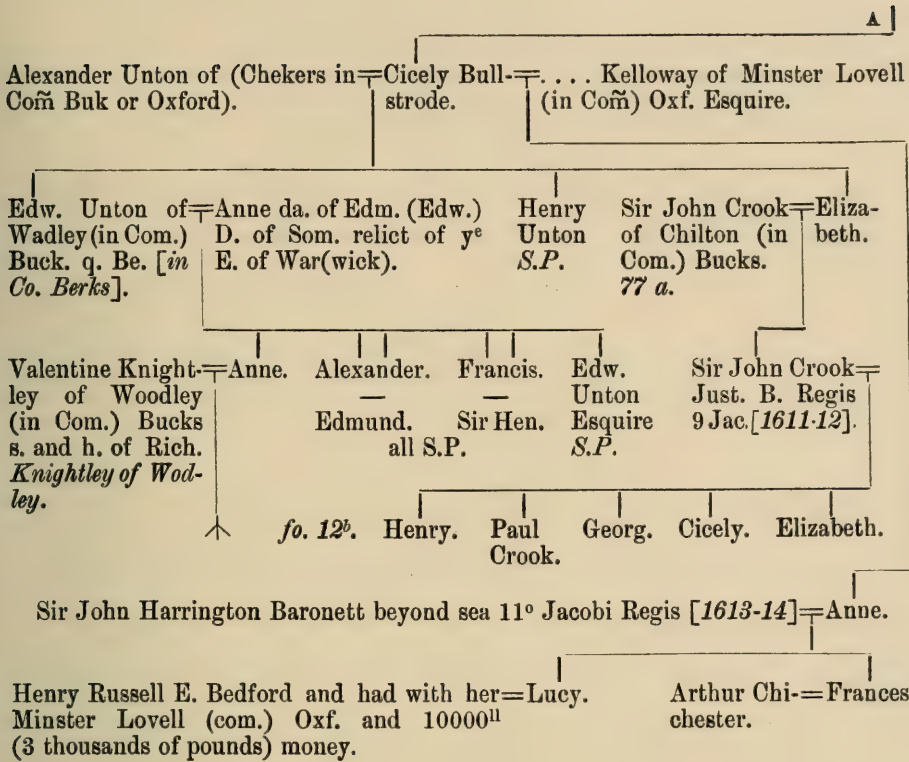 A
Alexander Unton of (Chekers in=Cicely Bull-=. . . . Kelloway of Minster Lovell
Com̃ Buk or Oxford). strode. (in Com̃) Oxf. Esquire.
Edw. Unton of=Anne da. of Edm. (Edw.) Henry Sir John Crook=Eliza-
Wadley (in Com.) D. of Som. relict of yᵉ Unton of Chilton (in beth.
Buck. q. Be. [in E. of War(wick). S.P. Com.) Bucks.
Co. Berks]. 77 a.
Valentine Knight-=Anne. Alexander. Francis. Edw. Sir John Crook=
ley of Woodley — — Unton Just. B. Regis
(in Com.) Bucks Edmund. Sir Hen. Esquire 9 Jac. [1611-12].
s. and h. of Rich. all S.P. S.P.
Knightley of Wod-
ley.
fo. 12ᵇ. Henry. Paul Georg. Cicely. Elizabeth.
Crook.
Sir John Harrington Baronett beyond sea 11º Jacobi Regis [1613-14]=Anne.
Henry Russell E. Bedford and had with her=Lucy. Arthur Chi-=Frances
Minster Lovell (com.) Oxf. and 10000ˡˡ chester.
(3 thousands of pounds) money.